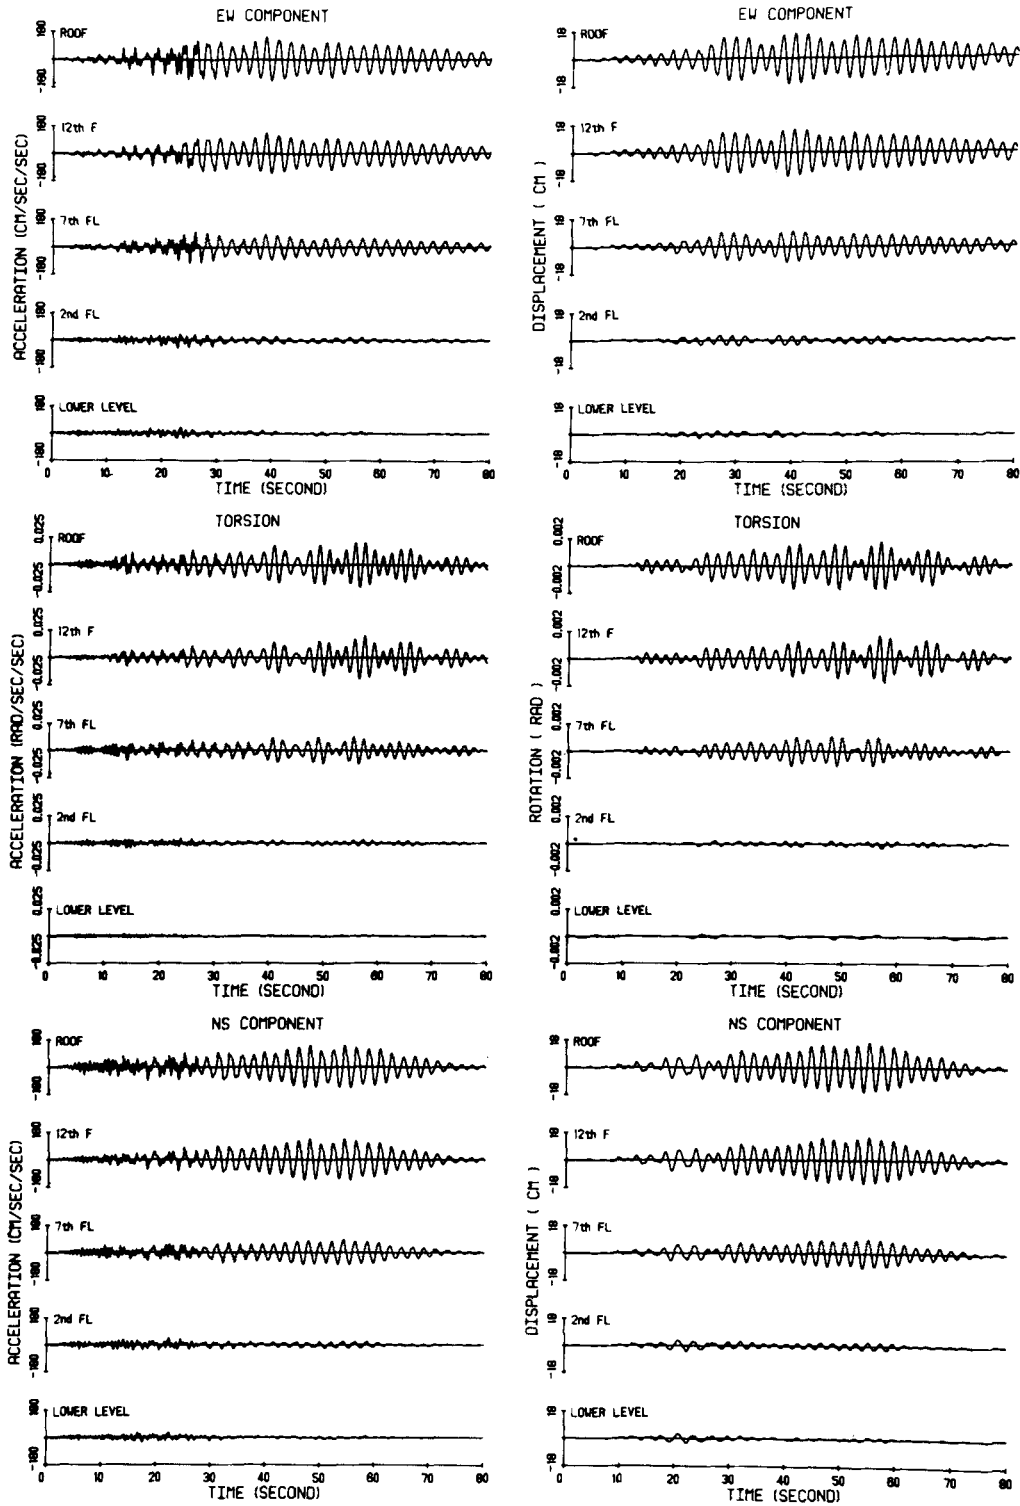 EW COMPONENT
ACCELERATION (CM/SEC/SEC)
180
-180
ROOF
180
-180
12th F
180
-180
7th FL
180
-180
2nd FL
180
-180
LOWER LEVEL
0 10 20 30 40 50 60 70 80
TIME (SECOND)
EW COMPONENT
DISPLACEMENT ( CM )
18
-18
ROOF
18
-18
12th F
18
-18
7th FL
18
-18
2nd FL
18
-18
LOWER LEVEL
0 10 20 30 40 50 60 70 80
TIME (SECOND)
TORSION
ACCELERATION (RAD/SEC/SEC)
0.025
-0.025
ROOF
0.025
-0.025
12th F
0.025
-0.025
7th FL
0.025
-0.025
2nd FL
0.025
-0.025
LOWER LEVEL
0 10 20 30 40 50 60 70 80
TIME (SECOND)
TORSION
ROTATION ( RAD )
0.002
-0.002
ROOF
0.002
-0.002
12th F
0.002
-0.002
7th FL
0.002
-0.002
2nd FL
0.002
-0.002
LOWER LEVEL
0 10 20 30 40 50 60 70 80
TIME (SECOND)
NS COMPONENT
ACCELERATION (CM/SEC/SEC)
180
-180
ROOF
180
-180
12th F
180
-180
7th FL
180
-180
2nd FL
180
-180
LOWER LEVEL
0 10 20 30 40 50 60 70 80
TIME (SECOND)
NS COMPONENT
DISPLACEMENT ( CM )
18
-18
ROOF
18
-18
12th F
18
-18
7th FL
18
-18
2nd FL
18
-18
LOWER LEVEL
0 10 20 30 40 50 60 70 80
TIME (SECOND)